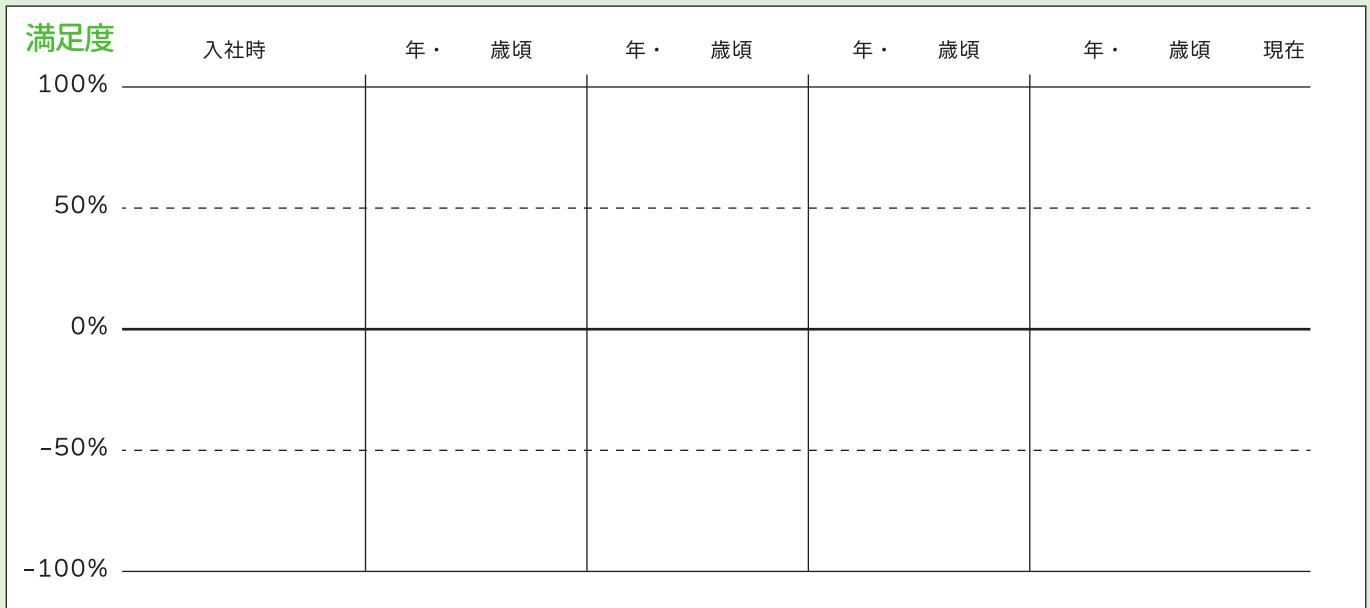 満足度
入社時 年・ 歳頃 年・ 歳頃 年・ 歳頃 年・ 歳頃 現在
100%
50%
0%
-50%
-100%